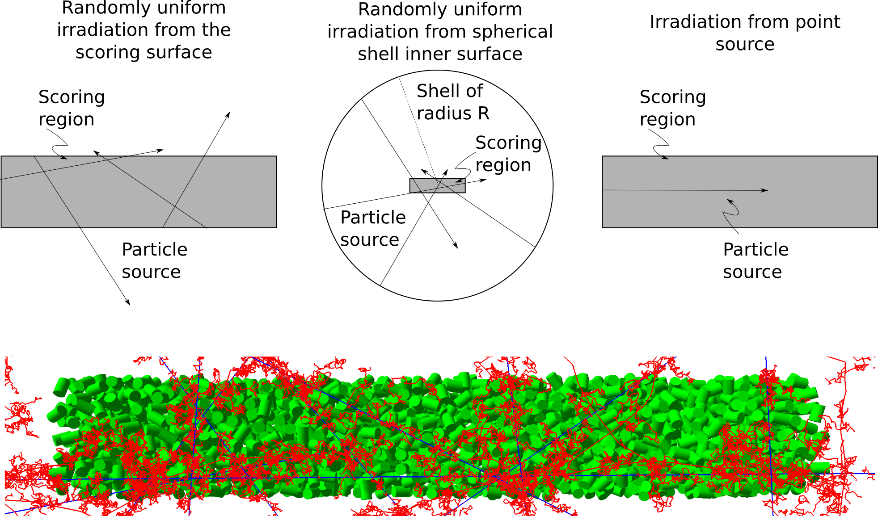 Randomly uniform
irradiation from the
scoring surface
Scoring
region
Particle
source
Randomly uniform
irradiation from spherical
shell inner surface
Shell of
radius R
Scoring
region
Particle
source
Irradiation from point
source
Scoring
region
Particle
source